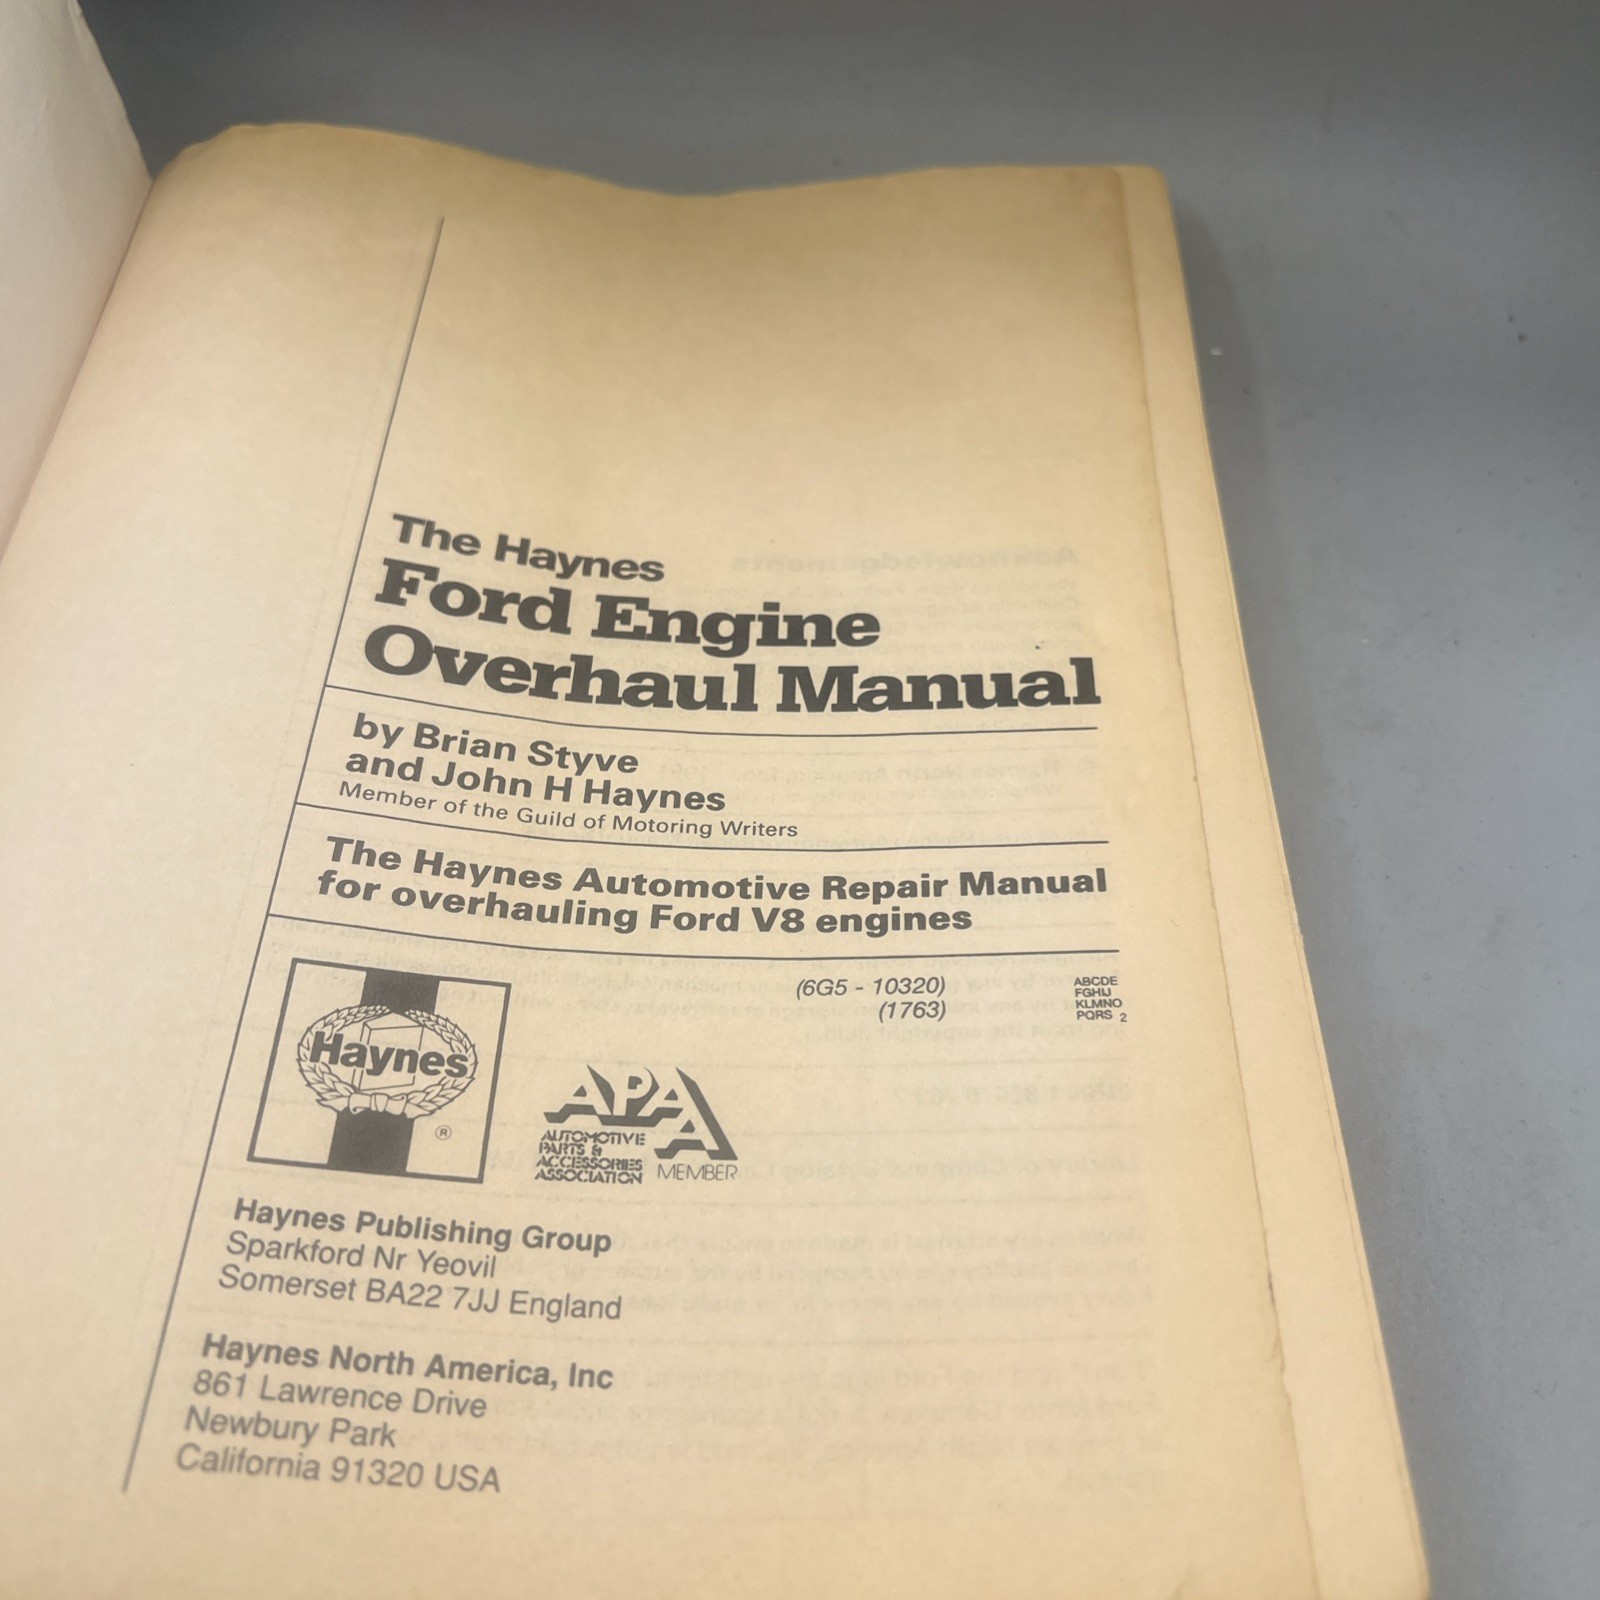 The Haynes
Ford Engine
Overhaul Manual
by Brian Styve
and John H Haynes
Member of the Guild of Motoring Writers
The Haynes Automotive Repair Manual
for overhauling Ford V8 engines
(6G5 - 10320)
(1763)
ABCDE
FGHIJ
KLMNO
PQRS 2
Haynes
®
APAA
AUTOMOTIVE
PARTS &
ACCESSORIES
ASSOCIATION MEMBER
Haynes Publishing Group
Sparkford Nr Yeovil
Somerset BA22 7JJ England
Haynes North America, Inc
861 Lawrence Drive
Newbury Park
California 91320 USA